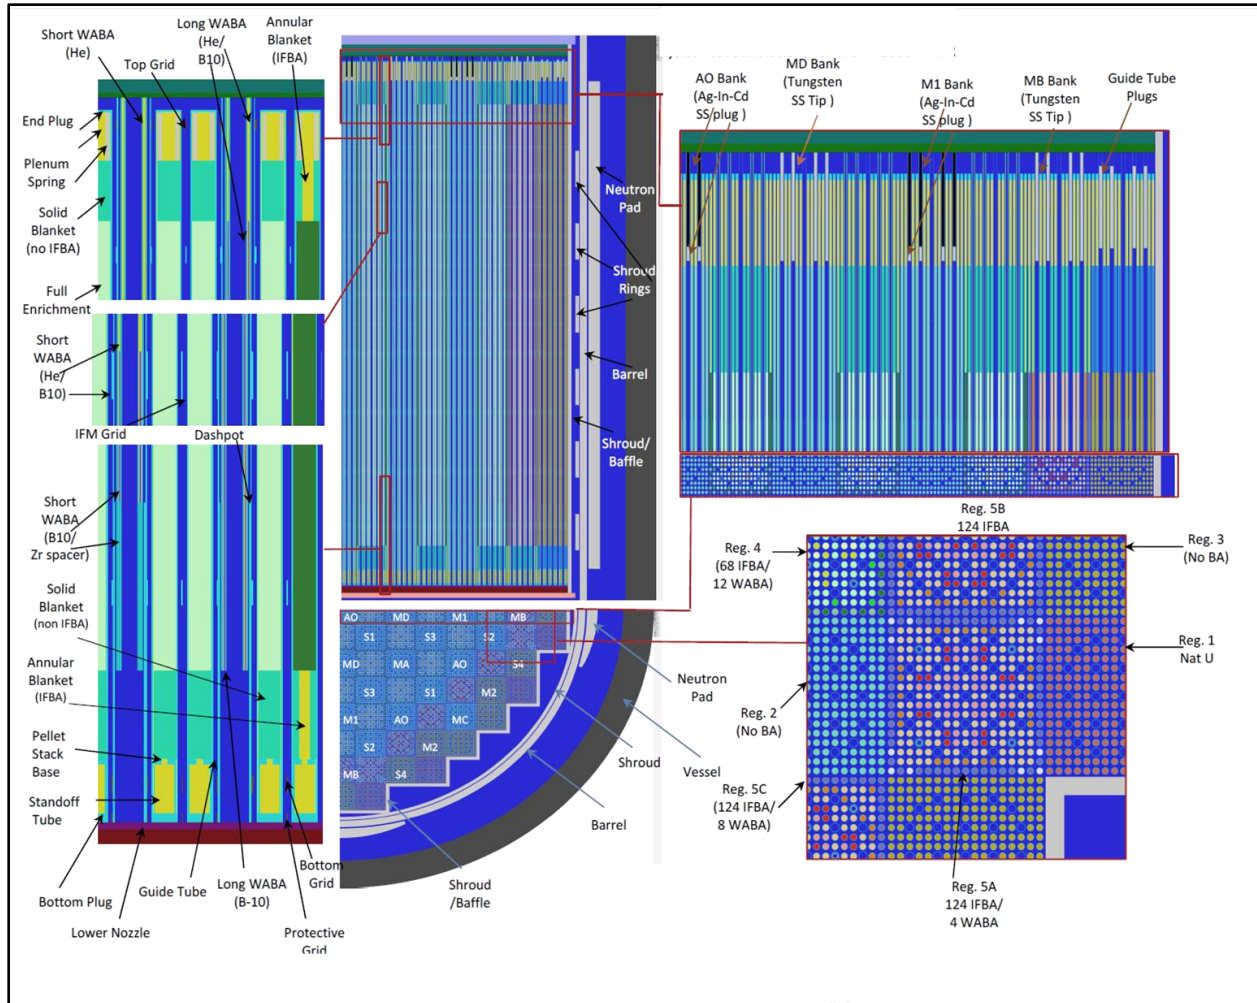 Short WABA
(He)
Long WABA
(He/
B10)
Annular
Blanket
(IFBA)
Top Grid
End Plug
Plenum
Spring
Solid
Blanket
(no IFBA)
Full
Enrichment
Short
WABA
(He/
B10)
IFM Grid
Dashpot
Short
WABA
(B10/
Zr spacer)
Solid
Blanket
(non IFBA)
Annular
Blanket
(IFBA)
Pellet
Stack
Base
Standoff
Tube
Bottom Plug
Lower Nozzle
Guide Tube
Long WABA
(B-10)
Bottom
Grid
Protective
Grid
Neutron
Pad
Shroud
Rings
Barrel
Shroud/
Baffle
AO MD M1 MB
S1 S3 S2
MD MA AO S4
S3 S1 M2
M1 AO MC
S2 M2
MB S4
Neutron
Pad
Shroud
Vessel
Barrel
Shroud
/Baffle
AO Bank
(Ag-In-Cd
SS plug )
MD Bank
(Tungsten
SS Tip )
M1 Bank
(Ag-In-Cd
SS plug )
MB Bank
(Tungsten
SS Tip )
Guide Tube
Plugs
Reg. 5B
124 IFBA
Reg. 4
(68 IFBA/
12 WABA)
Reg. 3
(No BA)
Reg. 1
Nat U
Reg. 2
(No BA)
Reg. 5C
(124 IFBA/
8 WABA)
Reg. 5A
124 IFBA/
4 WABA